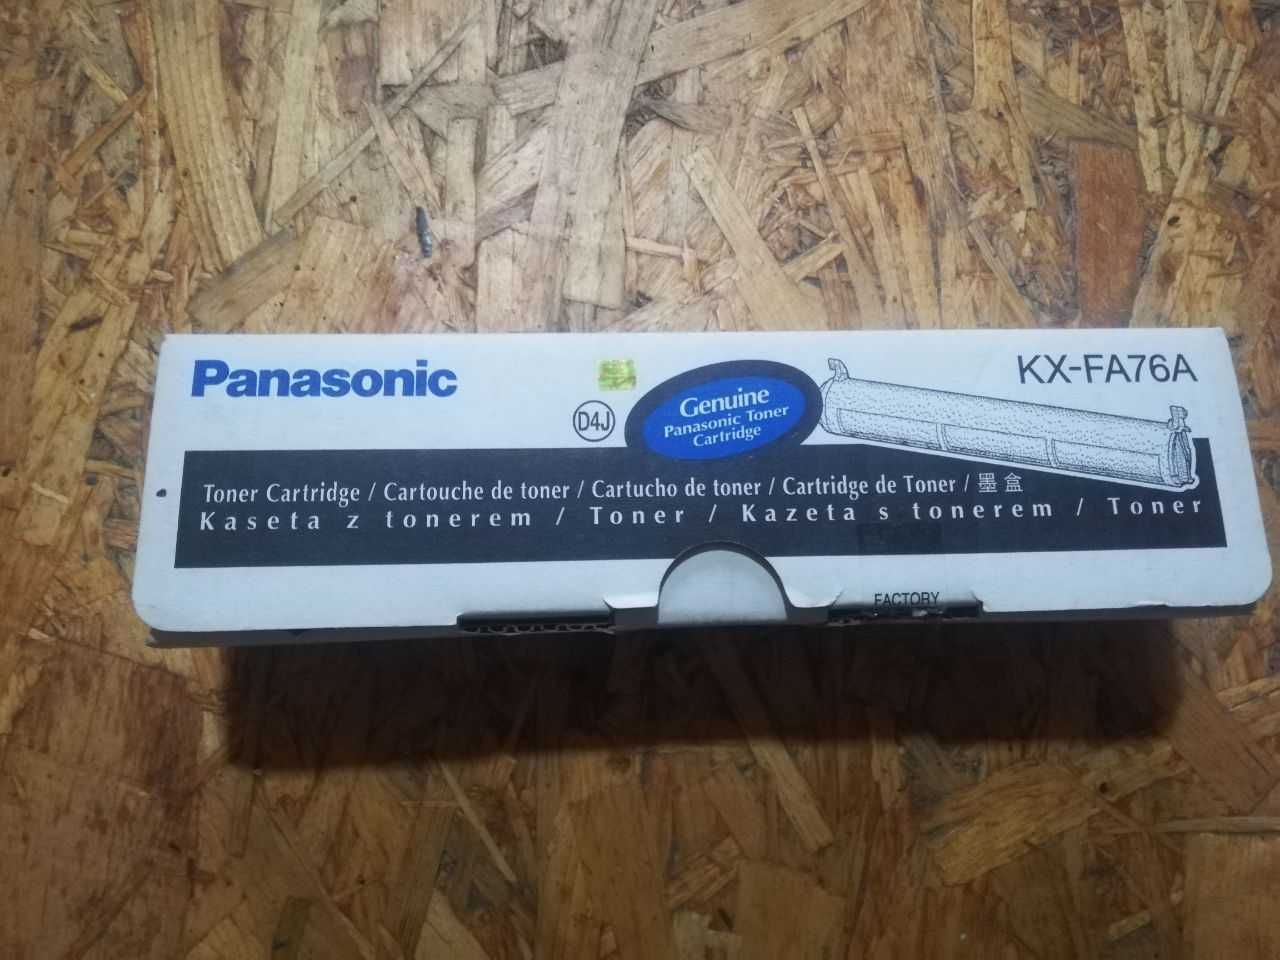 Panasonic
D4J
Genuine
Panasonic Toner
Cartridge
KX-FA76A
Toner Cartridge / Cartouche de toner / Cartucho de toner / Cartridge de Toner / 墨盒
Kaseta z tonerem / Toner / Kazeta s tonerem / Toner
FACTORY